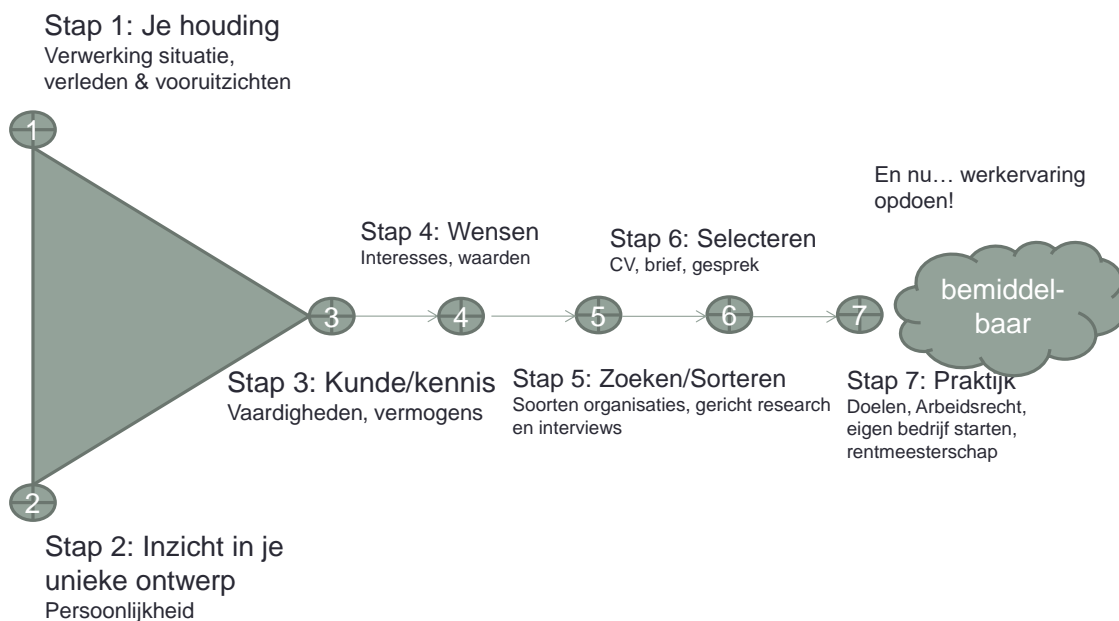 Stap 1: Je houding
Verwerking situatie,
verleden & vooruitzichten
1
En nu… werkervaring
opdoen!
Stap 4: Wensen
Interesses, waarden
Stap 6: Selecteren
CV, brief, gesprek
3
4
5
6
7
bemiddel-
baar
Stap 3: Kunde/kennis
Vaardigheden, vermogens
Stap 5: Zoeken/Sorteren
Soorten organisaties, gericht research
en interviews
Stap 7: Praktijk
Doelen, Arbeidsrecht,
eigen bedrijf starten,
rentmeesterschap
2
Stap 2: Inzicht in je
unieke ontwerp
Persoonlijkheid